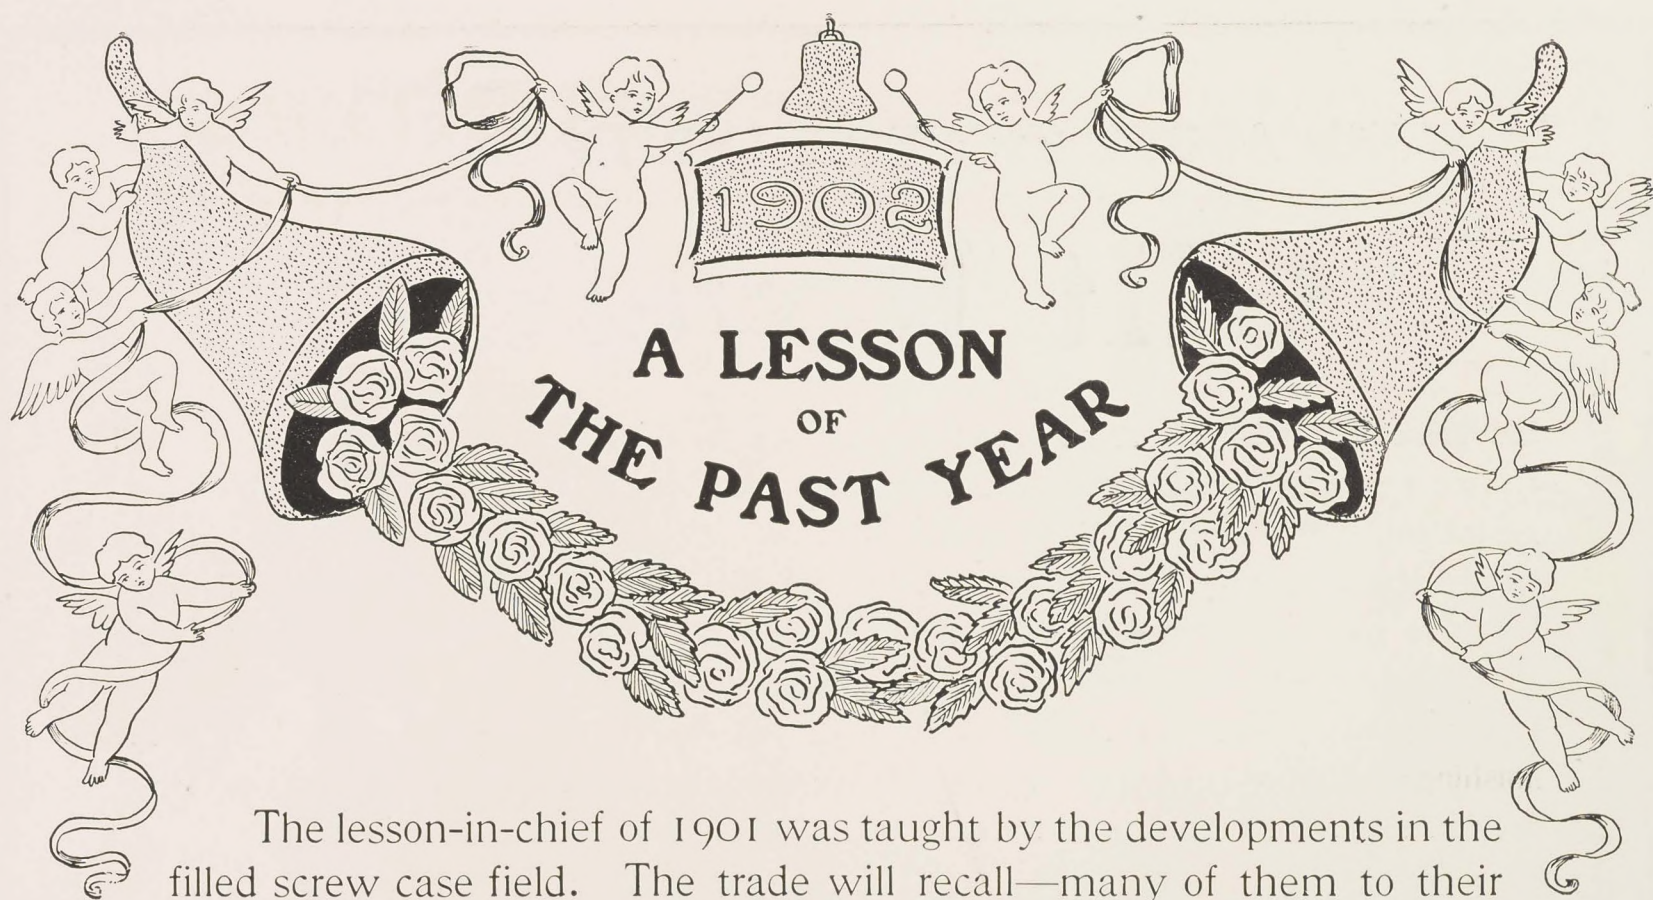 1902
A LESSON
OF
THE PAST YEAR
The lesson-in-chief of 1901 was taught by the developments in the
filled screw case field. The trade will recall—many of them to their